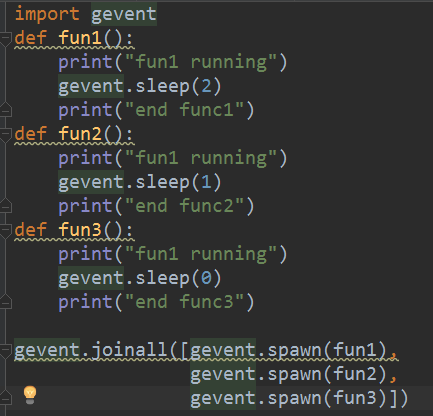 import gevent
def fun1():
    print("fun1 running")
    gevent.sleep(2)
    print("end func1")
def fun2():
    print("fun1 running")
    gevent.sleep(1)
    print("end func2")
def fun3():
    print("fun1 running")
    gevent.sleep(0)
    print("end func3")

gevent.joinall([gevent.spawn(fun1),
                gevent.spawn(fun2),
                gevent.spawn(fun3)])